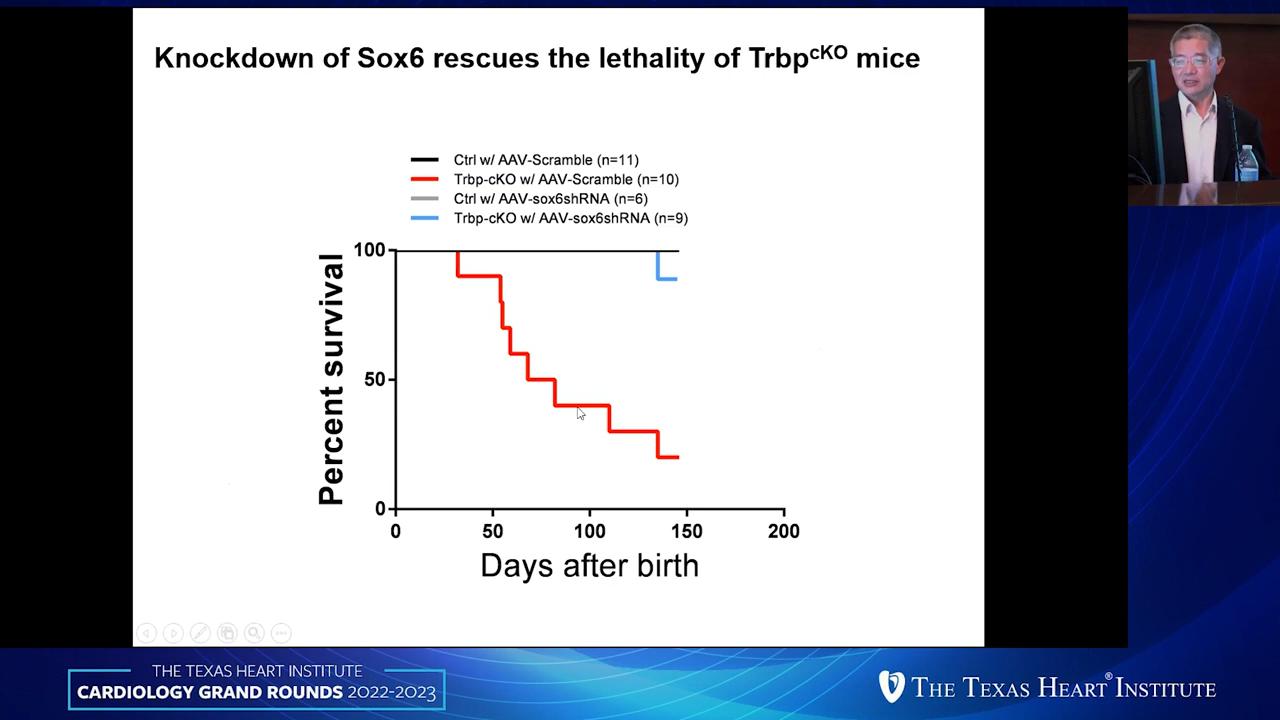 Knockdown of Sox6 rescues the lethality of Trbpcko mice
Ctrl w/ AAV-Scramble (n=11)
Trbp-cKO w/ AAV-Scramble (n=10)
Ctrl w/ AAV-sox6shRNA (n=6)
Trbp-cKO w/ AAV-sox6shRNA (n=9)
Percent survival
100
50
0
0 50 100 150 200
Days after birth
THE TEXAS HEART INSTITUTE
CARDIOLOGY GRAND ROUNDS 2022-2023
THE TEXAS HEART® INSTITUTE